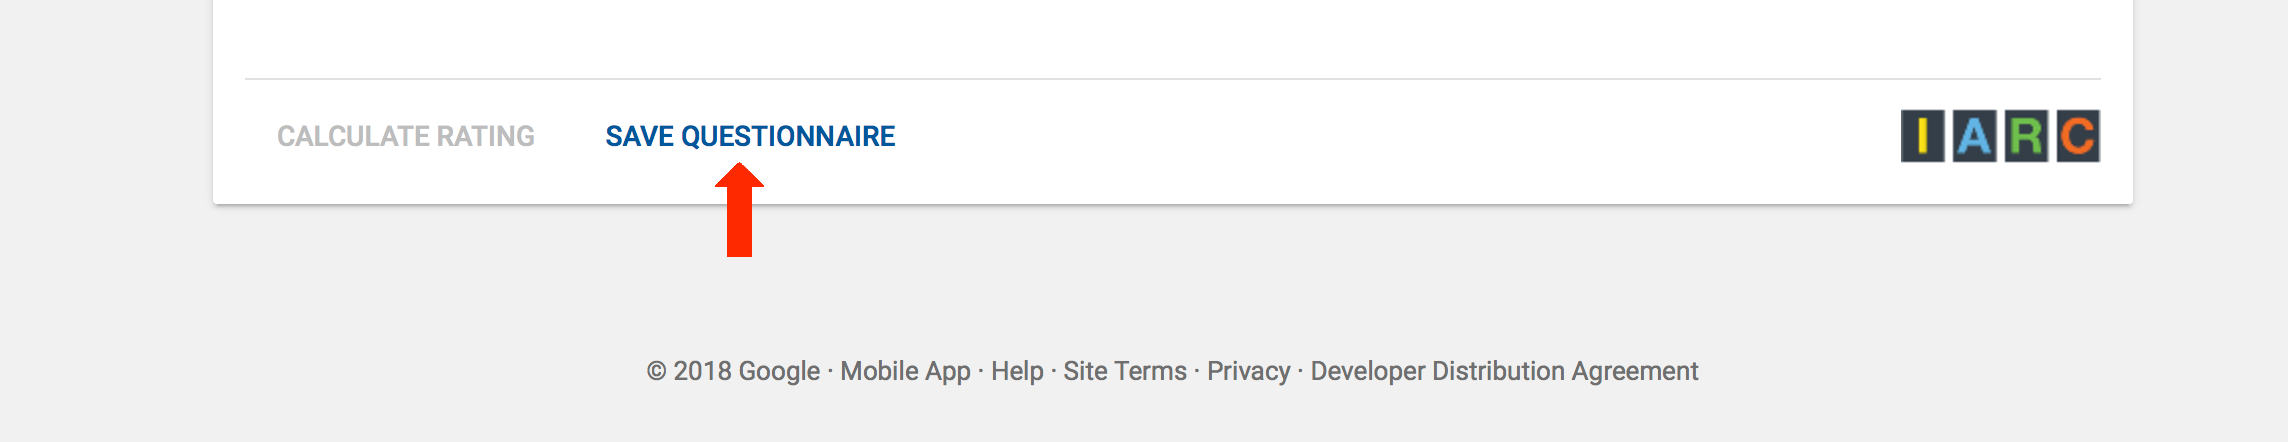 CALCULATE RATING SAVE QUESTIONNAIRE IARC
© 2018 Google · Mobile App · Help · Site Terms · Privacy · Developer Distribution Agreement